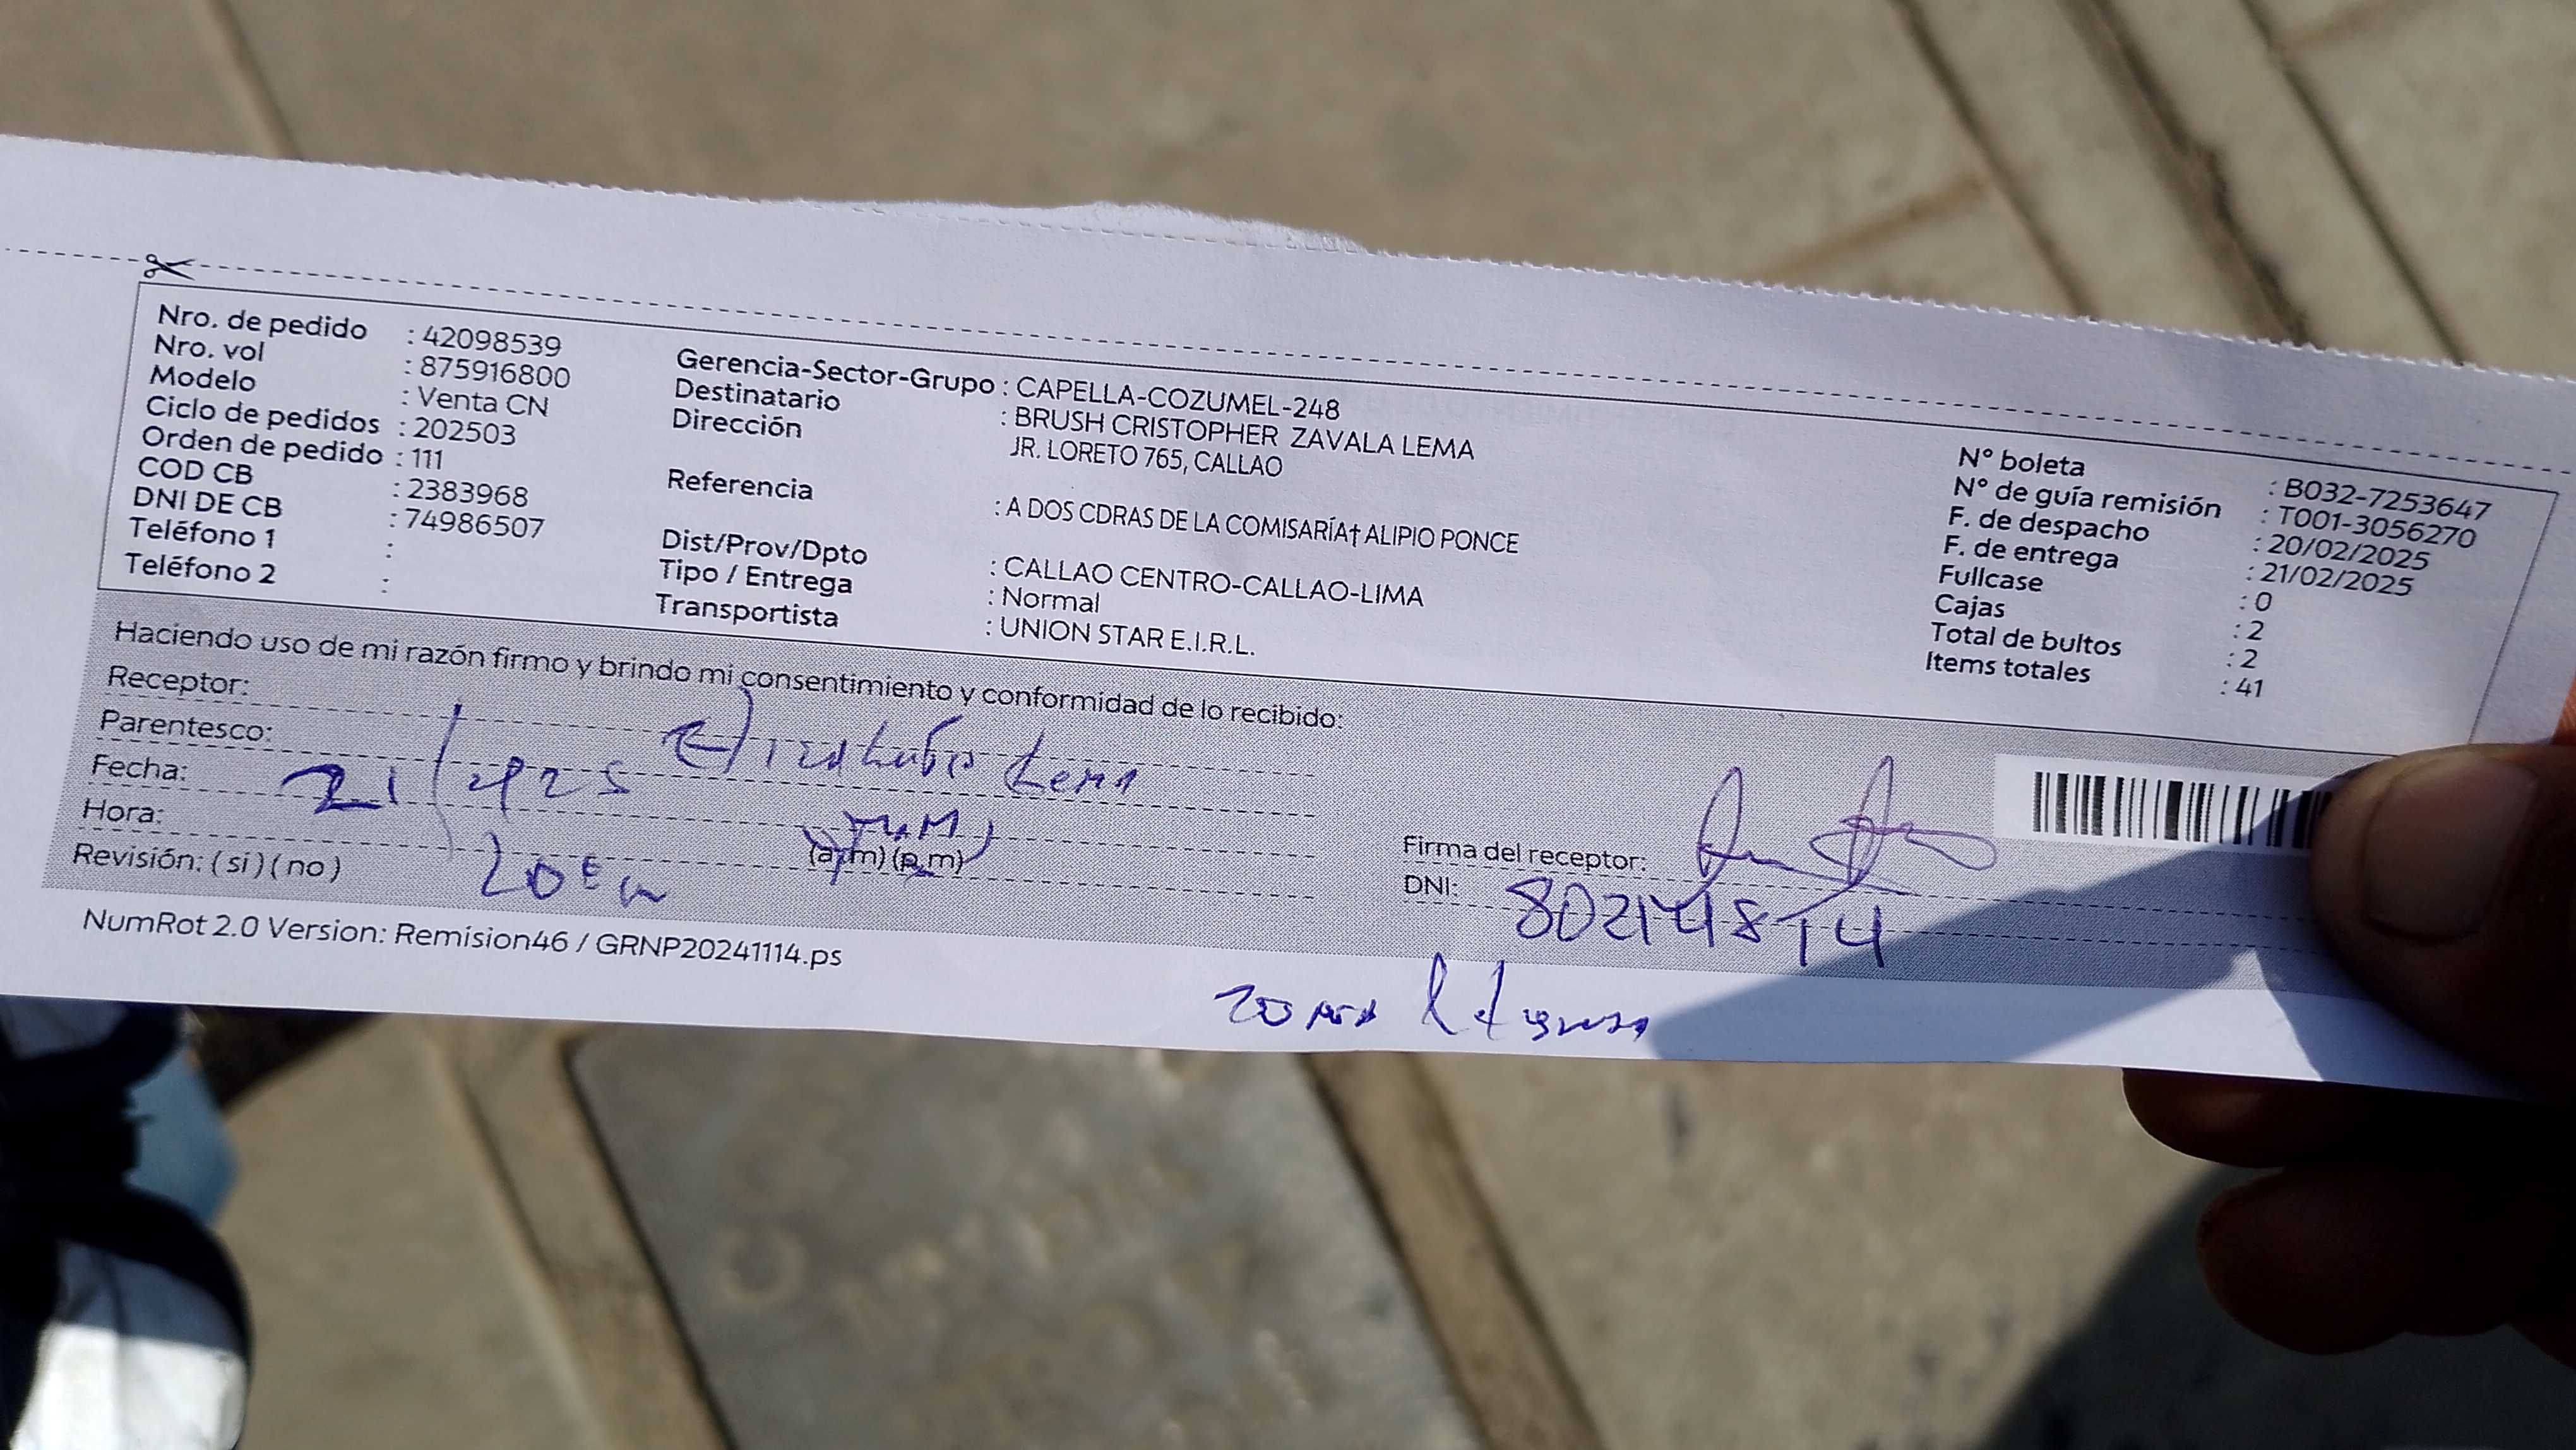 Nro. de pedido : 42098539
Nro. vol : 875916800
Modelo : Venta CN
Ciclo de pedidos : 202503
Orden de pedido : 111
COD CB : 2383968
DNI DE CB : 74986507
Teléfono 1 :
Teléfono 2 :
Gerencia-Sector-Grupo : CAPELLA-COZUMEL-248
Destinatario : BRUSH CRISTOPHER ZAVALA LEMA
Dirección JR. LORETO 765, CALLAO
Referencia : A DOS CDRAS DE LA COMISARÍA† ALIPIO PONCE
Dist/Prov/Dpto : CALLAO CENTRO-CALLAO-LIMA
Tipo / Entrega : Normal
Transportista : UNION STAR E.I.R.L.
N° boleta : B032-7253647
N° de guía remisión : T001-3056270
F. de despacho : 20/02/2025
F. de entrega : 21/02/2025
Fullcase : 0
Cajas : 2
Total de bultos : 2
Items totales : 41
Haciendo uso de mi razón firmo y brindo mi consentimiento y conformidad de lo recibido:
Receptor:
Parentesco: Lema
Fecha: 21
Hora: (a,m) (p,m)
Revisión: (si) (no)
Firma del receptor:
DNI:
NumRot 2.0 Version: Remision46 / GRNP20241114.ps